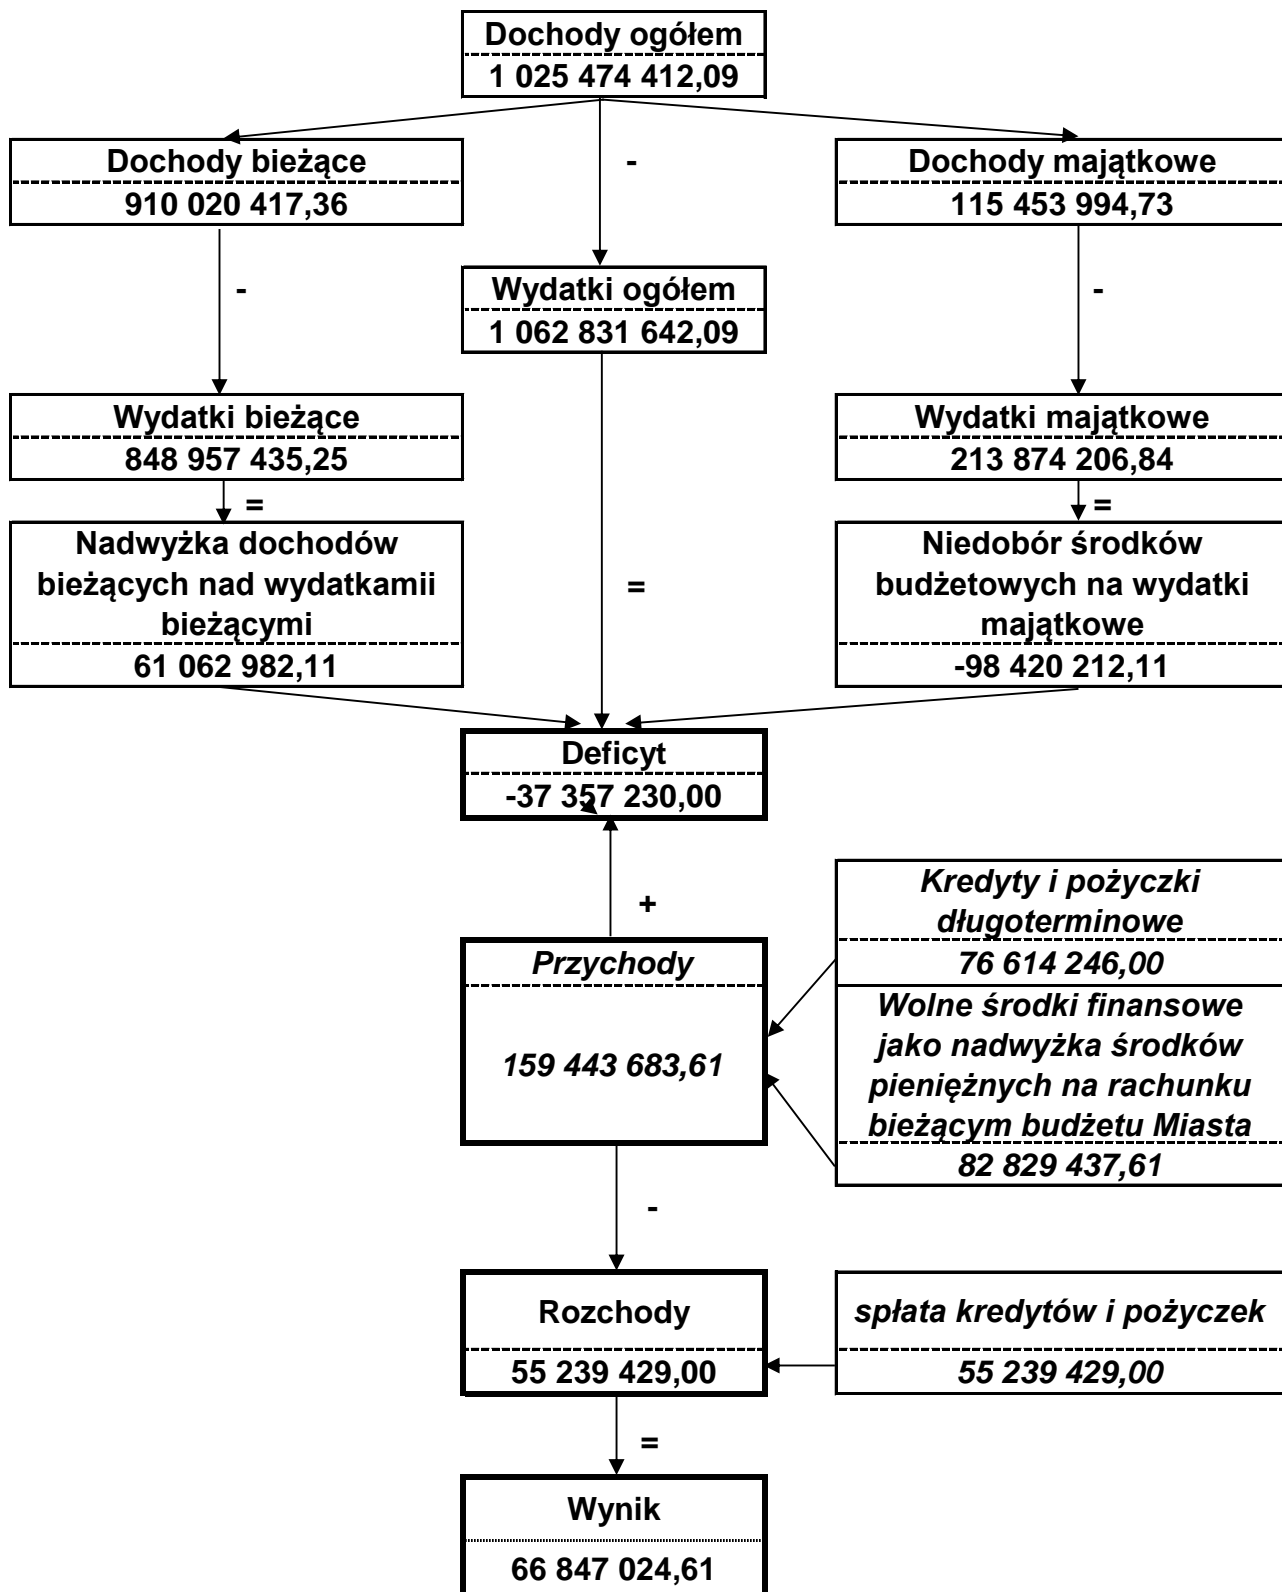 Dochody ogółem
1 025 474 412,09
Dochody bieżące
910 020 417,36
-
Dochody majątkowe
115 453 994,73
-
Wydatki ogółem
1 062 831 642,09
-
Wydatki bieżące
848 957 435,25
Wydatki majątkowe
213 874 206,84
=
=
Nadwyżka dochodów
bieżących nad wydatkamii
bieżącymi
61 062 982,11
=
Niedobór środków
budżetowych na wydatki
majątkowe
-98 420 212,11
Deficyt
-37 357 230,00
+
Kredyty i pożyczki
długoterminowe
76 614 246,00
Przychody
159 443 683,61
Wolne środki finansowe
jako nadwyżka środków
pieniężnych na rachunku
bieżącym budżetu Miasta
82 829 437,61
-
Rozchody
55 239 429,00
spłata kredytów i pożyczek
55 239 429,00
=
Wynik
66 847 024,61